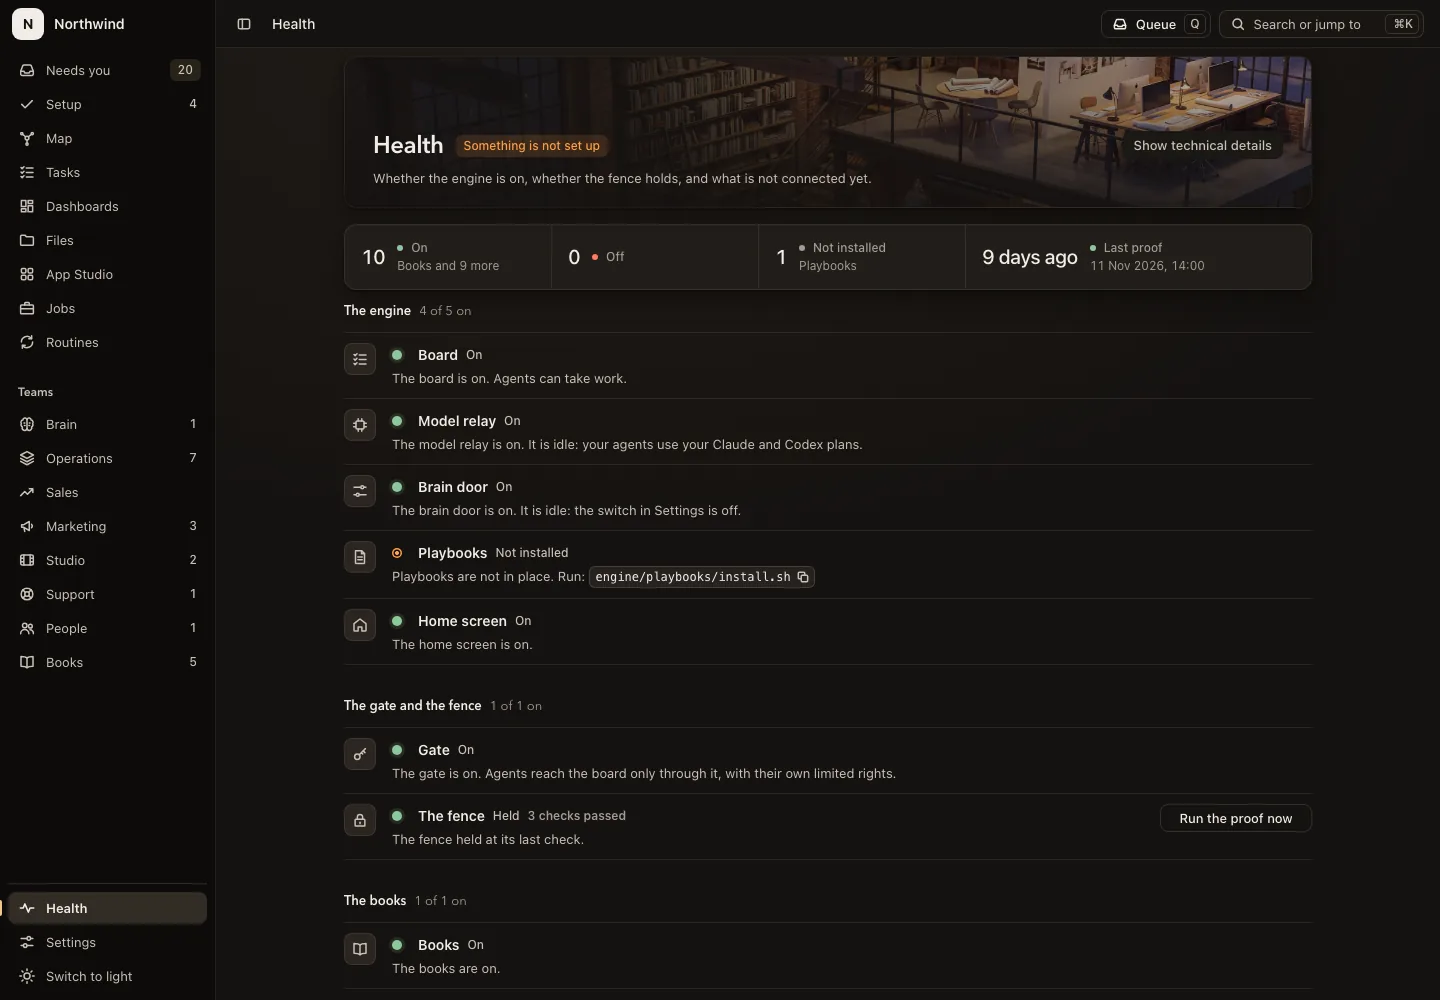 N Northwind
Needs you 20
Setup 4
Map
Tasks
Dashboards
Files
App Studio
Jobs
Routines
Teams
Brain 1
Operations 7
Sales
Marketing 3
Studio 2
Support 1
People 1
Books 5
Health
Settings
Switch to light
Health
Queue Q
Search or jump to ⌘K
Health Something is not set up
Show technical details
Whether the engine is on, whether the fence holds, and what is not connected yet.
10 On
Books and 9 more
0 Off
1 Not installed
Playbooks
9 days ago Last proof
11 Nov 2026, 14:00
The engine 4 of 5 on
Board On
The board is on. Agents can take work.
Model relay On
The model relay is on. It is idle: your agents use your Claude and Codex plans.
Brain door On
The brain door is on. It is idle: the switch in Settings is off.
Playbooks Not installed
Playbooks are not in place. Run: engine/playbooks/install.sh
Home screen On
The home screen is on.
The gate and the fence 1 of 1 on
Gate On
The gate is on. Agents reach the board only through it, with their own limited rights.
The fence Held 3 checks passed
Run the proof now
The fence held at its last check.
The books 1 of 1 on
Books On
The books are on.